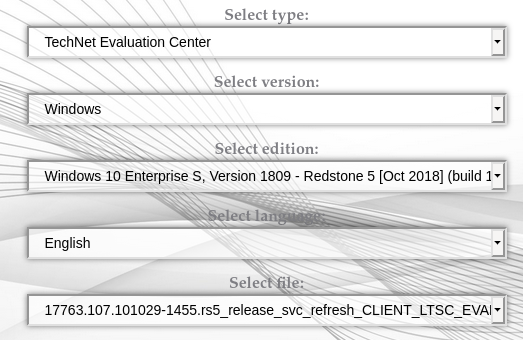 Select type:
TechNet Evaluation Center
Select version:
Windows
Select edition:
Windows 10 Enterprise S, Version 1809 - Redstone 5 [Oct 2018] (build 1
Select language:
English
Select file:
17763.107.101029-1455.rs5_release_svc_refresh_CLIENT_LTSC_EVAL